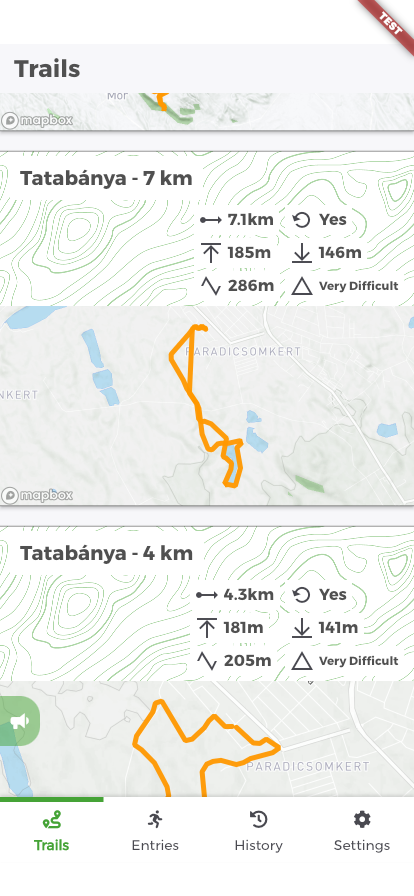 TEST
Trails
Mór
mapbox
Tatabánya - 7 km
7.1km Yes
185m 146m
286m Very Difficult
PARADICSOMKERT
NKERT
mapbox
Tatabánya - 4 km
4.3km Yes
181m 141m
205m Very Difficult
PARADICSOMKERT
Trails Entries History Settings